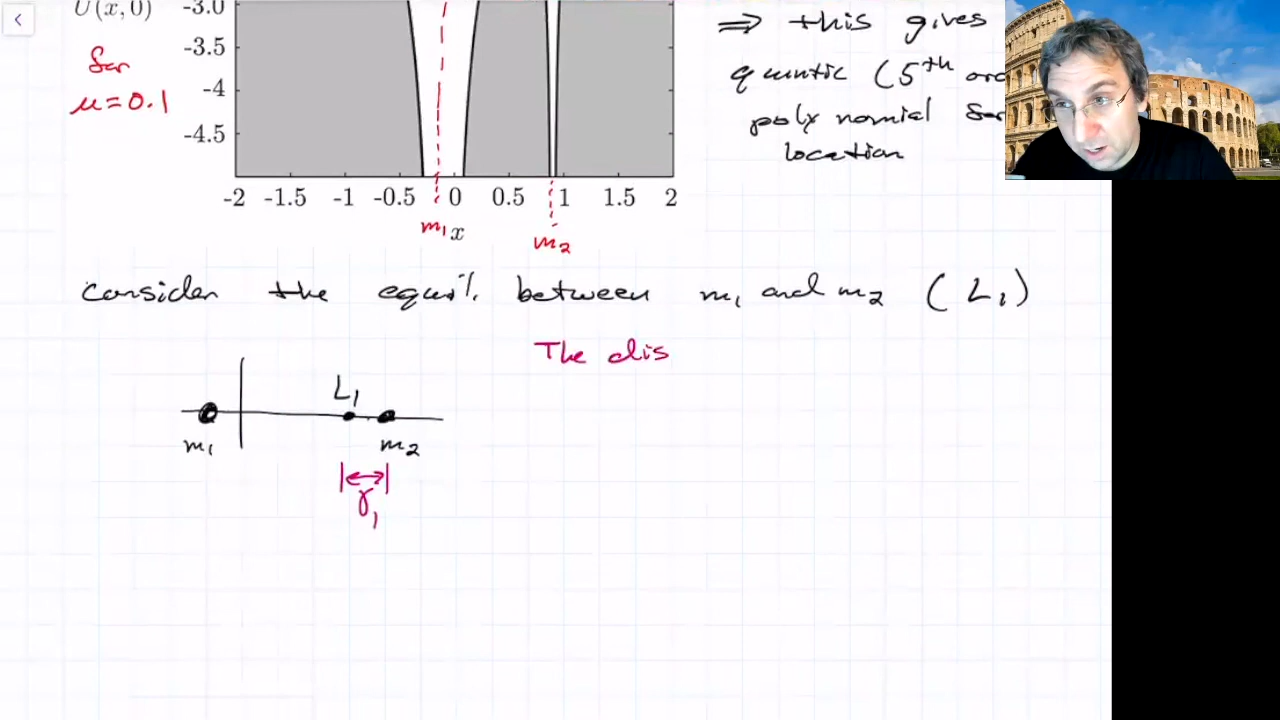 U(x, 0)
for
μ=0.1
-3.0
-3.5
-4
-4.5
-2 -1.5 -1 -0.5 0 0.5 1 1.5 2
m₁ x
m₂
⇒ this gives
quintic (5th
polynomial for
location
consider the equil. between m₁ and m₂ (L₁)
The dis
L₁
m₁ m₂
γ₁